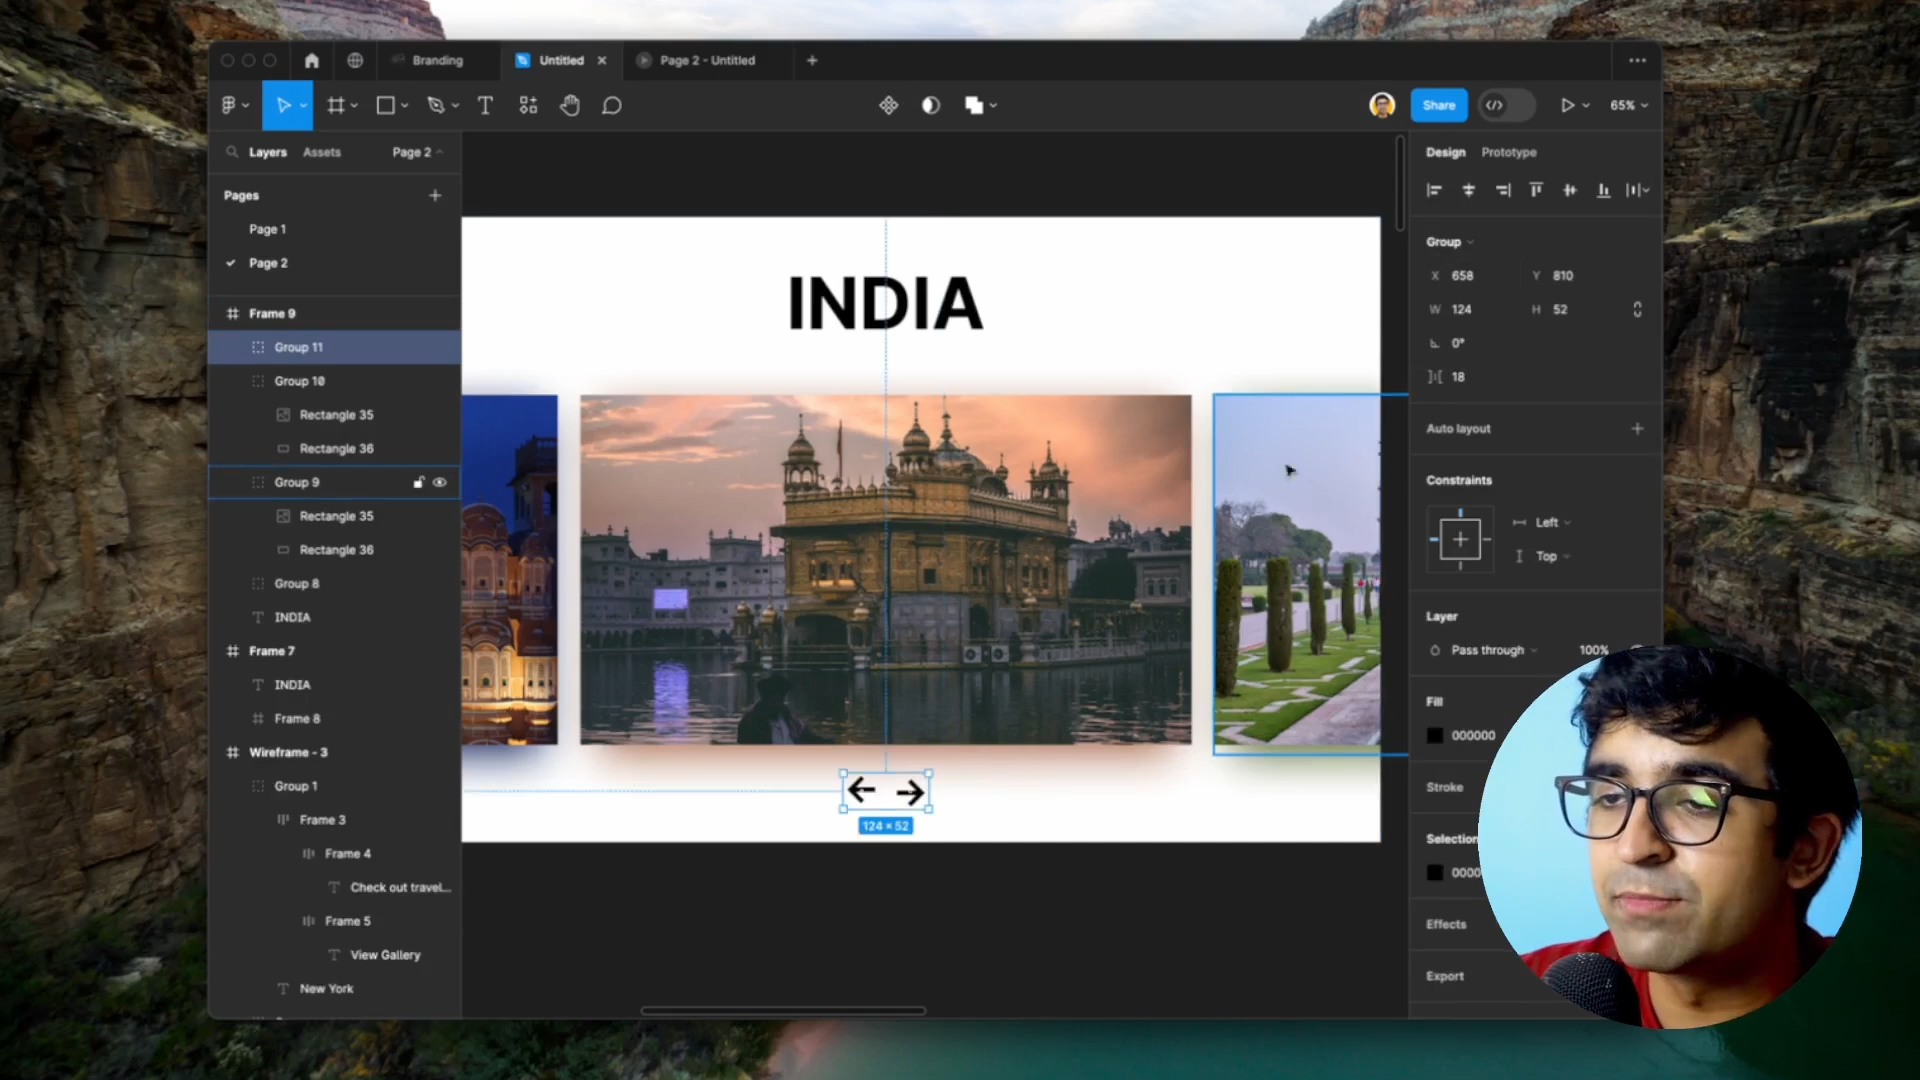 Branding
Untitled
Page 2 - Untitled
Share
65%
Layers
Assets
Page 2
Pages
Page 1
Page 2
Frame 9
Group 11
Group 10
Rectangle 35
Rectangle 36
Group 9
Rectangle 35
Rectangle 36
Group 8
INDIA
Frame 7
INDIA
Frame 8
Wireframe - 3
Group 1
Frame 3
Frame 4
Check out travel...
Frame 5
View Gallery
New York
INDIA
124 × 52
Design
Prototype
Group
X 658
Y 810
W 124
H 52
0°
18
Auto layout
Constraints
Left
Top
Layer
Pass through
100%
Fill
000000
Stroke
Selection
0000
Effects
Export